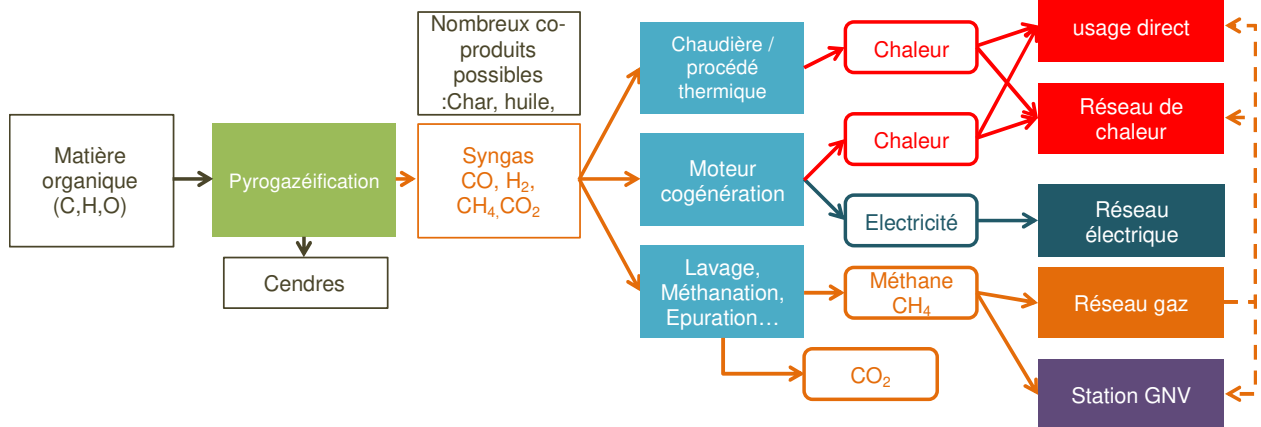 Matière
organique
(C,H,O)
Pyrogazéification
Cendres
Nombreux co-
produits
possibles
:Char, huile,
Syngas
CO, H₂,
CH₄,CO₂
Chaudière /
procédé
thermique
Moteur
cogénération
Lavage,
Méthanation,
Epuration…
Chaleur
Chaleur
Electricité
Méthane
CH₄
CO₂
usage direct
Réseau de
chaleur
Réseau
électrique
Réseau gaz
Station GNV